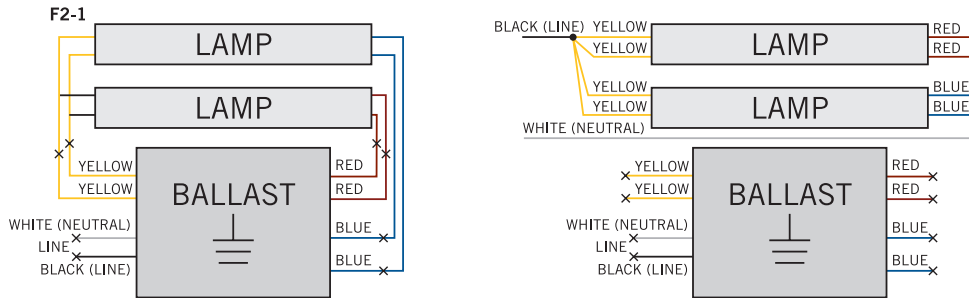 F2-1
LAMP
LAMP
YELLOW
YELLOW
WHITE (NEUTRAL)
LINE
BLACK (LINE)
BALLAST
RED
RED
BLUE
BLUE
BLACK (LINE)
YELLOW
YELLOW
LAMP
RED
RED
YELLOW
YELLOW
LAMP
BLUE
BLUE
WHITE (NEUTRAL)
YELLOW
YELLOW
WHITE (NEUTRAL)
LINE
BLACK (LINE)
BALLAST
RED
RED
BLUE
BLUE